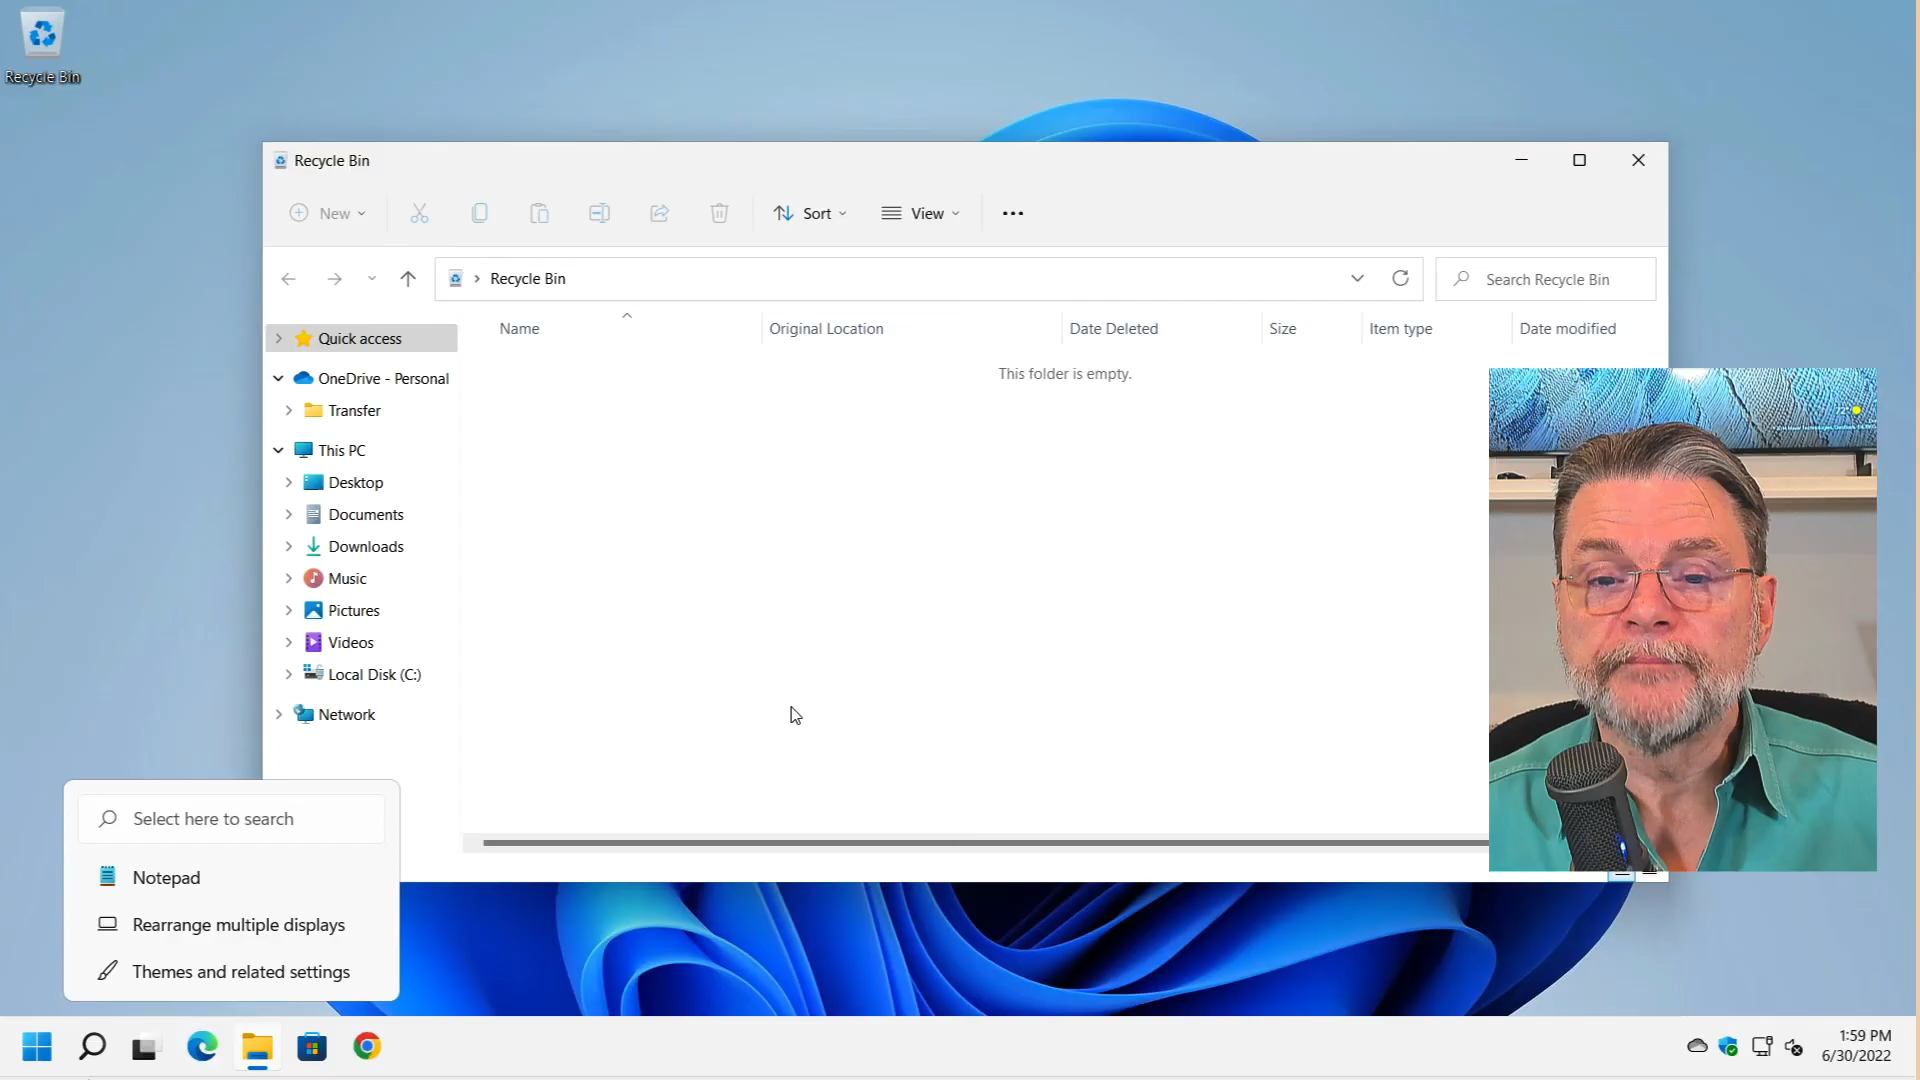 Recycle Bin
Recycle Bin
New
Sort
View
Recycle Bin
Search Recycle Bin
Name
Original Location
Date Deleted
Size
Item type
Date modified
This folder is empty.
Quick access
OneDrive - Personal
Transfer
This PC
Desktop
Documents
Downloads
Music
Pictures
Videos
Local Disk (C:)
Network
72°
Select here to search
Notepad
Rearrange multiple displays
Themes and related settings
1:59 PM
6/30/2022